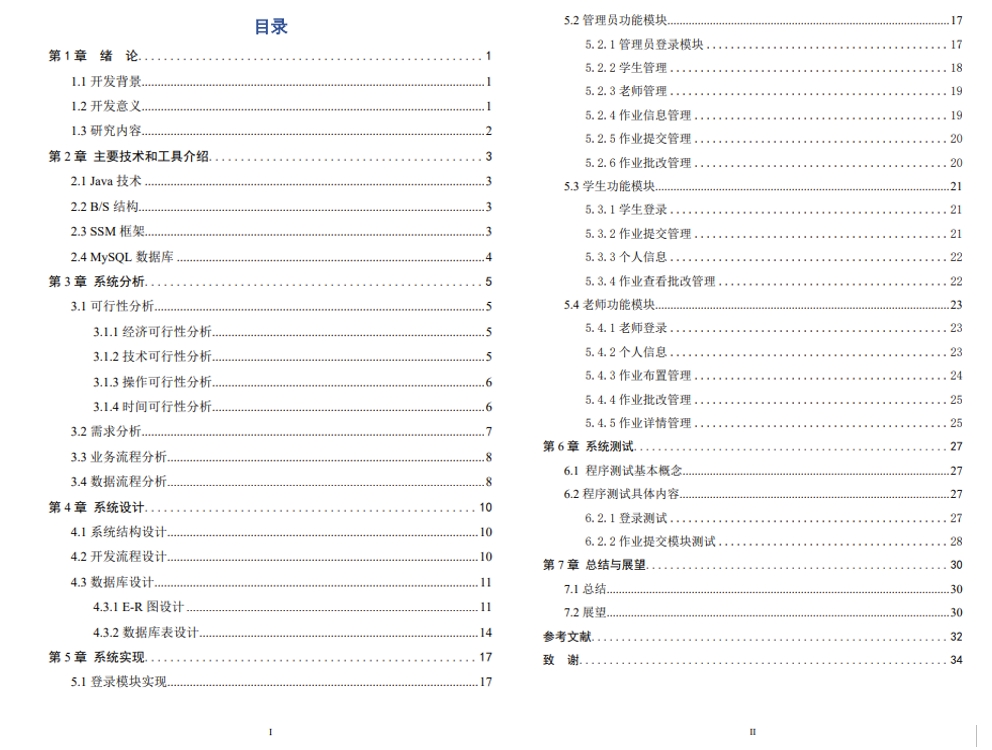 目录
第 1 章 绪 论. . . . . . . . . . . . . . . . . . . . . . . . . . . . . . 1
1.1 开发背景..............................1
1.2 开发意义..............................1
1.3 研究内容..............................2
第 2 章 主要技术和工具介绍. . . . . . . . . . . . . . . . . . . . 3
2.1 Java 技术 ..............................3
2.2 B/S 结构..............................3
2.3 SSM 框架..............................3
2.4 MySQL 数据库 ..............................4
第 3 章 系统分析. . . . . . . . . . . . . . . . . . . . 5
3.1 可行性分析..............................5
3.1.1 经济可行性分析..............................5
3.1.2 技术可行性分析..............................5
3.1.3 操作可行性分析..............................6
3.1.4 时间可行性分析..............................6
3.2 需求分析..............................7
3.3 业务流程分析..............................8
3.4 数据流程分析..............................8
第 4 章 系统设计. . . . . . . . . . . . . . . . . . . . 10
4.1 系统结构设计..............................10
4.2 开发流程设计..............................10
4.3 数据库设计..............................11
4.3.1 E-R 图设计 ..............................11
4.3.2 数据库表设计..............................14
第 5 章 系统实现. . . . . . . . . . . . . . . . . . . . 17
5.1 登录模块实现..............................17
I
5.2 管理员功能模块..............................17
5.2.1 管理员登录模块 . . . . . . . . . . . . . . . . . . . . 17
5.2.2 学生管理 . . . . . . . . . . . . . . . . . . . . 18
5.2.3 老师管理 . . . . . . . . . . . . . . . . . . . . 19
5.2.4 作业信息管理 . . . . . . . . . . . . . . . . . . . . 19
5.2.5 作业提交管理 . . . . . . . . . . . . . . . . . . . . 20
5.2.6 作业批改管理 . . . . . . . . . . . . . . . . . . . . 20
5.3 学生功能模块..............................21
5.3.1 学生登录 . . . . . . . . . . . . . . . . . . . . 21
5.3.2 作业提交管理 . . . . . . . . . . . . . . . . . . . . 21
5.3.3 个人信息 . . . . . . . . . . . . . . . . . . . . 22
5.3.4 作业查看批改管理 . . . . . . . . . . . . . . . . . . . . 22
5.4 老师功能模块..............................23
5.4.1 老师登录 . . . . . . . . . . . . . . . . . . . . 23
5.4.2 个人信息 . . . . . . . . . . . . . . . . . . . . 23
5.4.3 作业布置管理 . . . . . . . . . . . . . . . . . . . . 24
5.4.4 作业批改管理 . . . . . . . . . . . . . . . . . . . . 25
5.4.5 作业详情管理 . . . . . . . . . . . . . . . . . . . . 25
第 6 章 系统测试. . . . . . . . . . . . . . . . . . . . 27
6.1 程序测试基本概念..............................27
6.2 程序测试具体内容..............................27
6.2.1 登录测试 . . . . . . . . . . . . . . . . . . . . 27
6.2.2 作业提交模块测试 . . . . . . . . . . . . . . . . . . . . 28
第 7 章 总结与展望. . . . . . . . . . . . . . . . . . . . 30
7.1 总结..............................30
7.2 展望..............................30
参考文献. . . . . . . . . . . . . . . . . . . . 32
致 谢. . . . . . . . . . . . . . . . . . . . 34
II